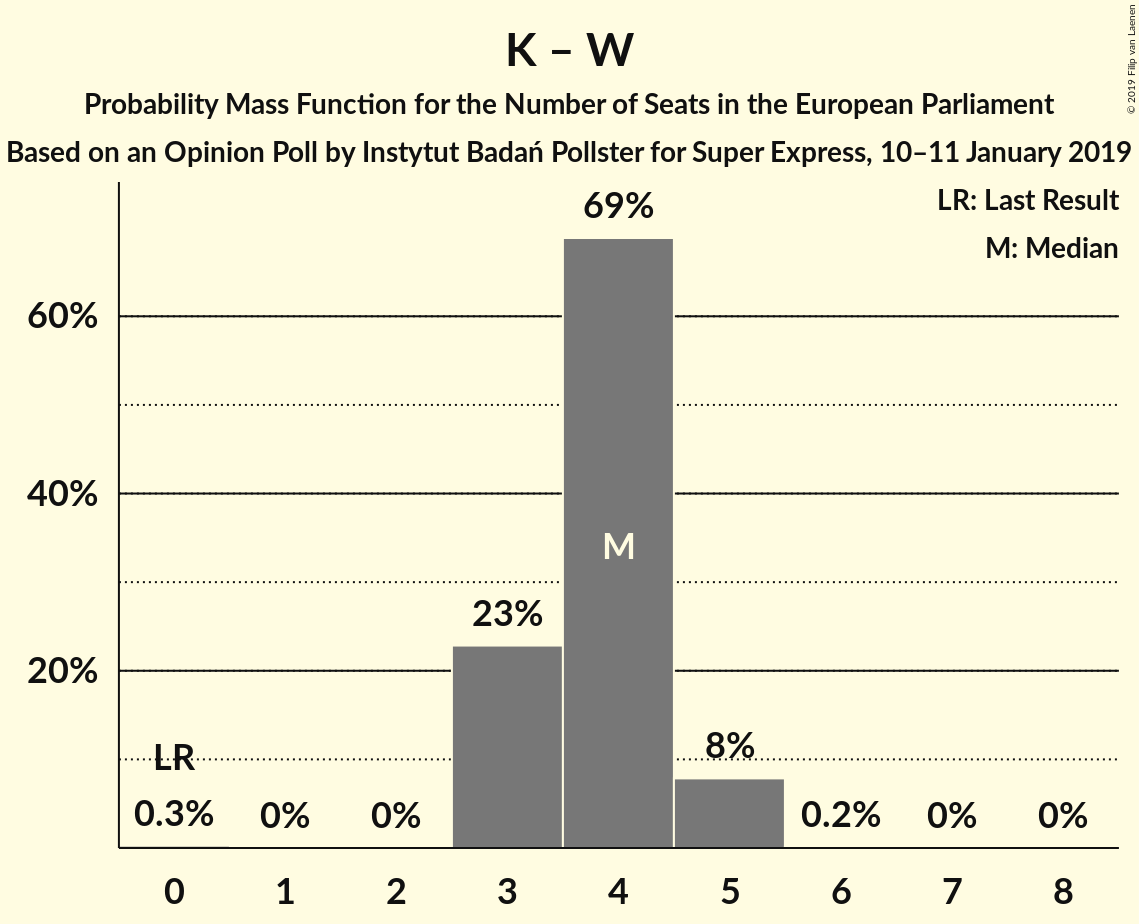 K – W
Probability Mass Function for the Number of Seats in the European Parliament
Based on an Opinion Poll by Instytut Badań Pollster for Super Express, 10–11 January 2019
© 2019 Filip van Laenen
LR: Last Result
M: Median
69%
60%
40%
M
23%
20%
8%
LR
0.3%
0%
0%
0.2%
0%
0%
0 1 2 3 4 5 6 7 8